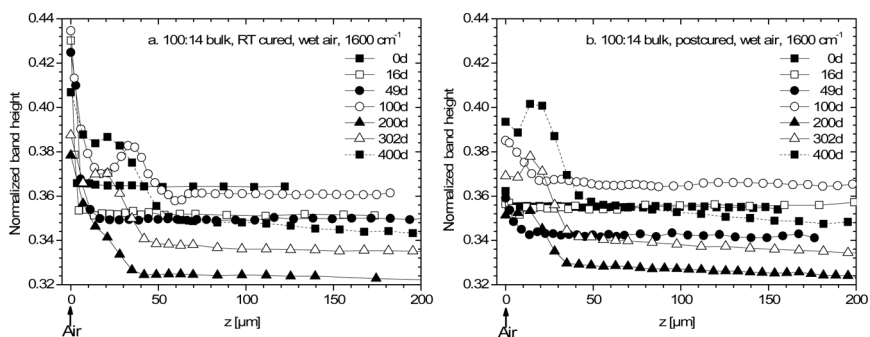 0.44
0.42
0.40
0.38
0.36
0.34
0.32
Normalized band height
a. 100:14 bulk, RT cured, wet air, 1600 cm⁻¹
0d
16d
49d
100d
200d
302d
400d
0
50
100
150
200
Air
z [µm]
0.44
0.42
0.40
0.38
0.36
0.34
0.32
Normalized band height
b. 100:14 bulk, postcured, wet air, 1600 cm⁻¹
0d
16d
49d
100d
200d
302d
400d
0
50
100
150
200
Air
z [µm]